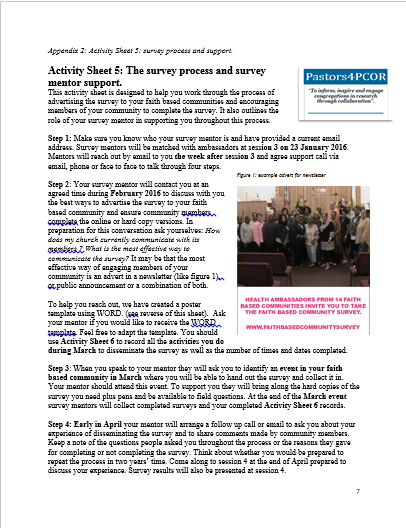 Appendix 2: Activity Sheet 5: survey process and support.
Activity Sheet 5: The survey process and survey
mentor support.
This activity sheet is designed to help you work through the process of
advertising the survey to your faith based communities and encouraging
members of your community to complete the survey. It also outlines the
role of your survey mentor in supporting you throughout this process.
Pastors4PCOR
"To inform, inspire and engage
congregations in research
through collaboration".
Step 1: Make sure you know who your survey mentor is and have provided a current email
address. Survey mentors will be matched with ambassadors at session 3 on 23 January 2016.
Mentors will reach out by email to you the week after session 3 and agree support call via
email, phone or face to face to talk through four steps.
Figure 1: example advert for newsletter
Step 2: Your survey mentor will contact you at an
agreed time during February 2016 to discuss with you
the best ways to advertise the survey to your faith
based community and ensure community members
complete the online or hard copy versions. In
preparation for this conversation ask yourselves: How
does my church currently communicate with its
members? What is the most effective way to
communicate the survey? It may be that the most
effective way of engaging members of your
community is an advert in a newsletter (like figure 1),
or public announcement or a combination of both.
HEALTH AMBASSADORS FROM 14 FAITH
BASED COMMUNITIES INVITE YOU TO TAKE
THE FAITH BASED COMMUNITY SURVEY.
WWW.FAITHBASEDCOMMUNITYSURVEY
To help you reach out, we have created a poster
template using WORD. (see reverse of this sheet). Ask
your mentor if you would like to receive the WORD
template. Feel free to adapt the template. You should
use Activity Sheet 6 to record all the activities you do
during March to disseminate the survey as well as the number of times and dates completed.
Step 3: When you speak to your mentor they will ask you to identify an event in your faith
based community in March where you will be able to hand out the survey and collect it in.
Your mentor should attend this event. To support you they will bring along the hard copies of the
survey you need plus pens and be available to field questions. At the end of the March event
survey mentors will collect completed surveys and your completed Activity Sheet 6 records.
Step 4: Early in April your mentor will arrange a follow up call or email to ask you about your
experience of disseminating the survey and to share comments made by community members.
Keep a note of the questions people asked you throughout the process or the reasons they gave
for completing or not completing the survey. Think about whether you would be prepared to
repeat the process in two years' time. Come along to session 4 at the end of April prepared to
discuss your experience. Survey results will also be presented at session 4.
7